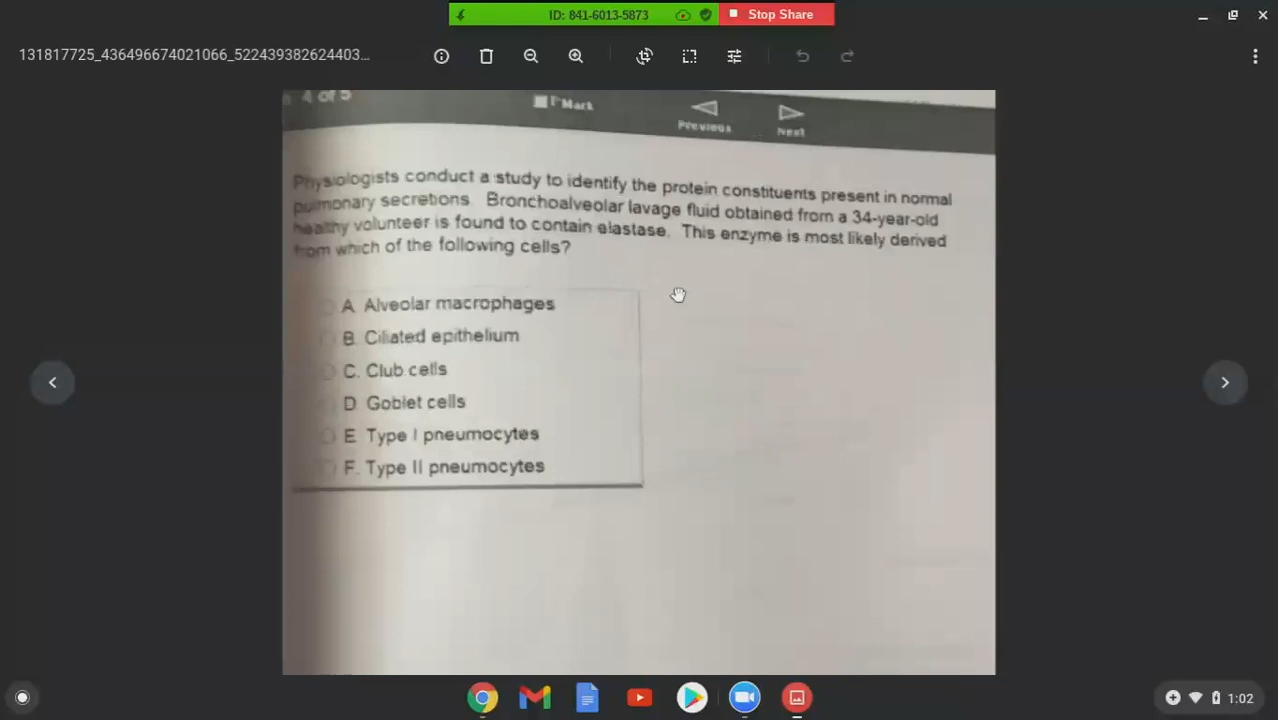 ID: 841-6013-5873
Stop Share
131817725_436496674021066_522439382624403...
4 of 5
Mark
Previous
Next
Physiologists conduct a study to identify the protein constituents present in normal
pulmonary secretions. Bronchoalveolar lavage fluid obtained from a 34-year-old
healthy volunteer is found to contain elastase. This enzyme is most likely derived
from which of the following cells?
A. Alveolar macrophages
B. Ciliated epithelium
C. Club cells
D. Goblet cells
E. Type I pneumocytes
F. Type II pneumocytes
1:02